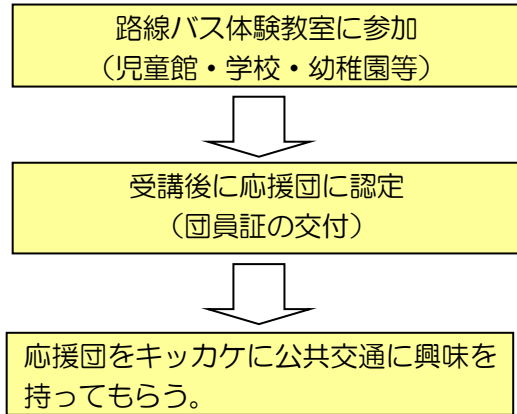 路線バス体験教室に参加
（児童館・学校・幼稚園等）
受講後に応援団に認定
（団員証の交付）
応援団をキッカケに公共交通に興味を
持ってもらう。